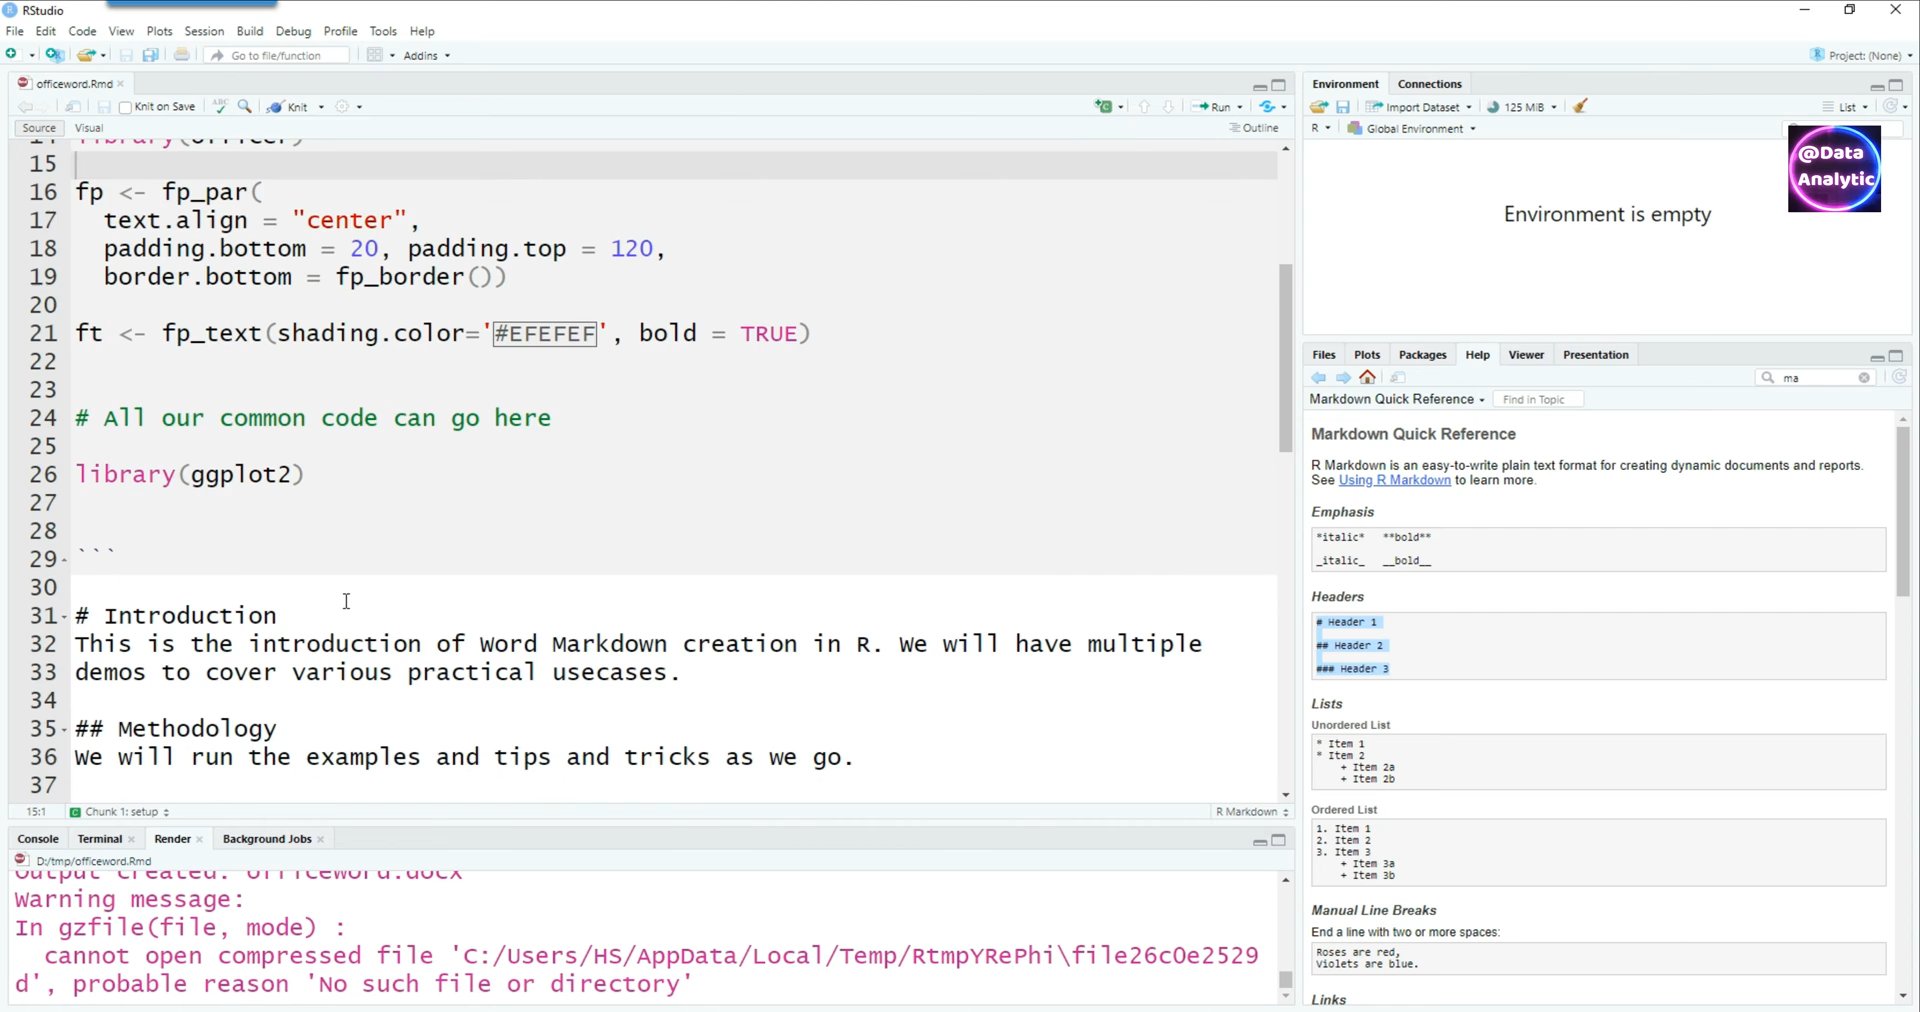 RStudio
File Edit Code View Plots Session Build Debug Profile Tools Help
Go to file/function Addins Project: (None)
officeword.Rmd
Knit on Save ABC Knit Run
Source Visual Outline
14 library(officer)
15
16 fp <- fp_par(
17 text.align = "center",
18 padding.bottom = 20, padding.top = 120,
19 border.bottom = fp_border())
20
21 ft <- fp_text(shading.color='#EFEFEF', bold = TRUE)
22
23
24 # All our common code can go here
25
26 library(ggplot2)
27
28
29 ```
30
31 # Introduction
32 This is the introduction of Word Markdown creation in R. We will have multiple
33 demos to cover various practical usecases.
34
35 ## Methodology
36 We will run the examples and tips and tricks as we go.
37
15:1 Chunk 1: setup R Markdown
Console Terminal Render Background Jobs
D:/tmp/officeword.Rmd
Output created: officeword.docx
Warning message:
In gzfile(file, mode) :
cannot open compressed file 'C:/Users/HS/AppData/Local/Temp/RtmpYRePhi\file26c0e2529
d', probable reason 'No such file or directory'
Environment Connections
Import Dataset 125 MiB List
R Global Environment
@Data
Analytic
Environment is empty
Files Plots Packages Help Viewer Presentation
ma
Markdown Quick Reference Find in Topic
Markdown Quick Reference
R Markdown is an easy-to-write plain text format for creating dynamic documents and reports.
See Using R Markdown to learn more.
Emphasis
*italic* **bold**
_italic_ __bold__
Headers
# Header 1
## Header 2
### Header 3
Lists
Unordered List
* Item 1
* Item 2
+ Item 2a
+ Item 2b
Ordered List
1. Item 1
2. Item 2
3. Item 3
+ Item 3a
+ Item 3b
Manual Line Breaks
End a line with two or more spaces:
Roses are red,
Violets are blue.
Links